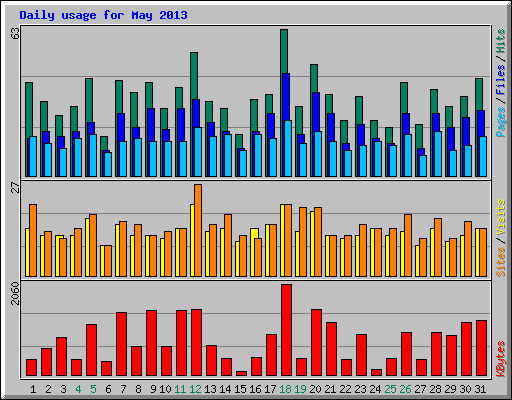 Daily usage for May 2013
63
Pages / Files / Hits
27
Sites / Visits
2060
KBytes
1 2 3 4 5 6 7 8 9 10 11 12 13 14 15 16 17 18 19 20 21 22 23 24 25 26 27 28 29 30 31